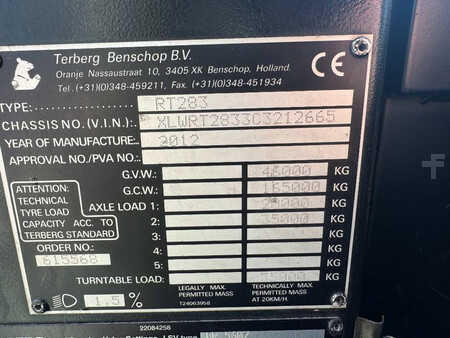 Terberg Benschop B.V.
Oranje Nassaustraat 10, 3405 XK Benschop, Holland.
Tel. (+31)(0)348-459211, Fax. (+31)(0)348-451934
CE
TYPE: RT283
CHASSIS NO. (V.I.N.): XLWRT2833C3212665
YEAR OF MANUFACTURE: 2012
APPROVAL NO./PVA NO.:
G.V.W.: 46000 KG
G.C.W.: 165000 KG
ATTENTION:
TECHNICAL
TYRE LOAD
CAPACITY ACC. TO
TERBERG STANDARD
AXLE LOAD 1: KG
2: 35000 KG
3: KG
4: KG
5: KG
ORDER NO.:
615568
TURNTABLE LOAD: KG
1.5 %
LEGALLY MAX.
PERMITTED MASS
T24063958
TECHNICALLY MAX.
PERMITTED MASS
AT 20KM/H
22084258